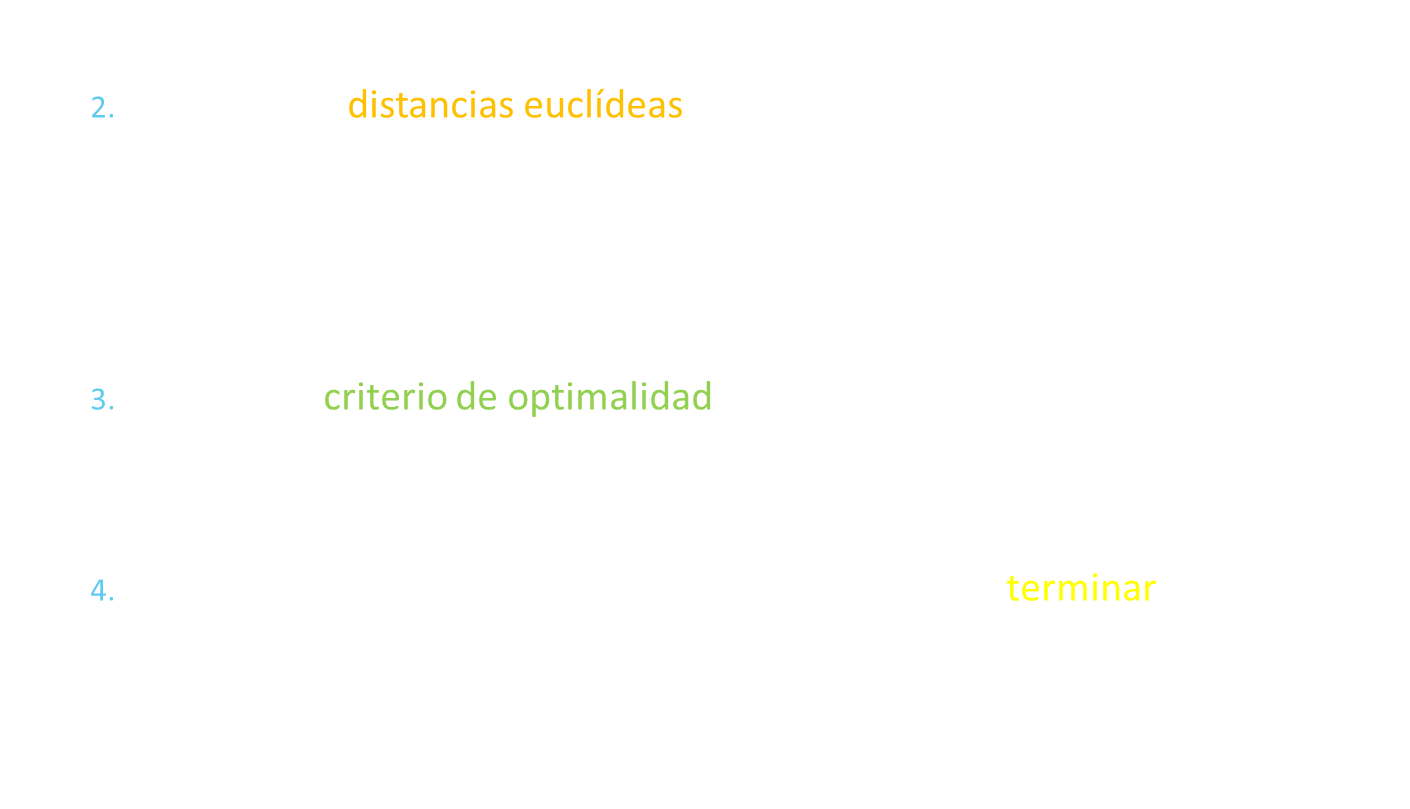 2. distancias euclídeas
3. criterio de optimalidad
4. terminar